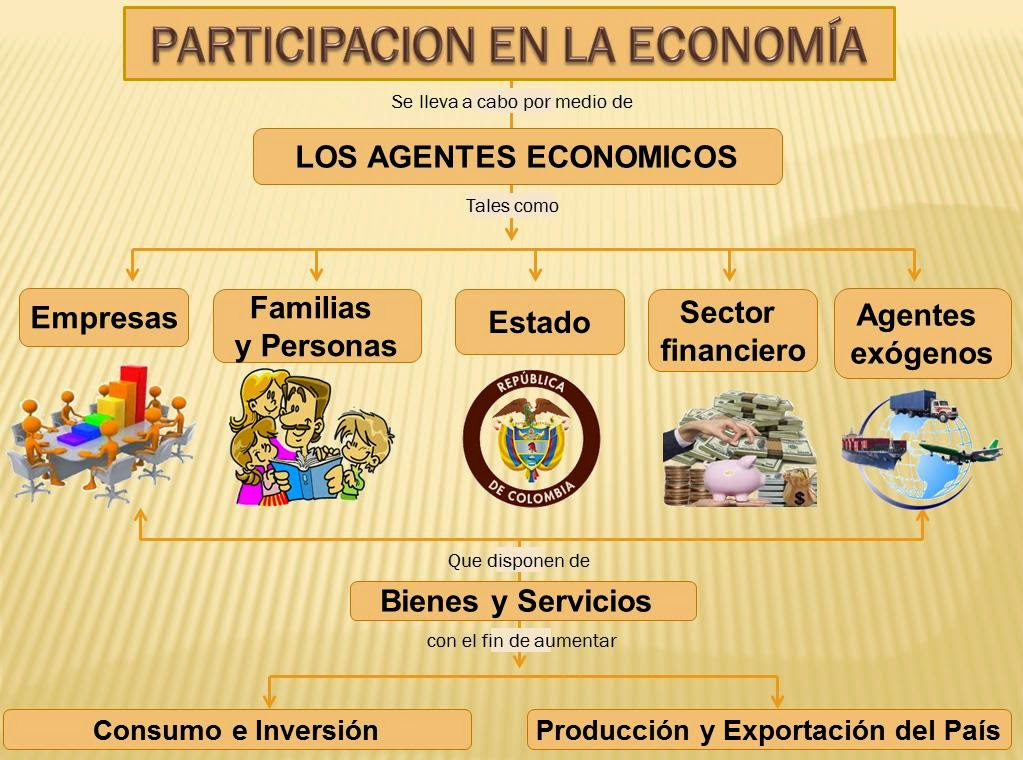 PARTICIPACION EN LA ECONOMÍA
Se lleva a cabo por medio de
LOS AGENTES ECONOMICOS
Tales como
Empresas
Familias
y Personas
Estado
Sector
financiero
Agentes
exógenos
REPÚBLICA
DE COLOMBIA
$
Que disponen de
Bienes y Servicios
con el fin de aumentar
Consumo e Inversión
Producción y Exportación del País